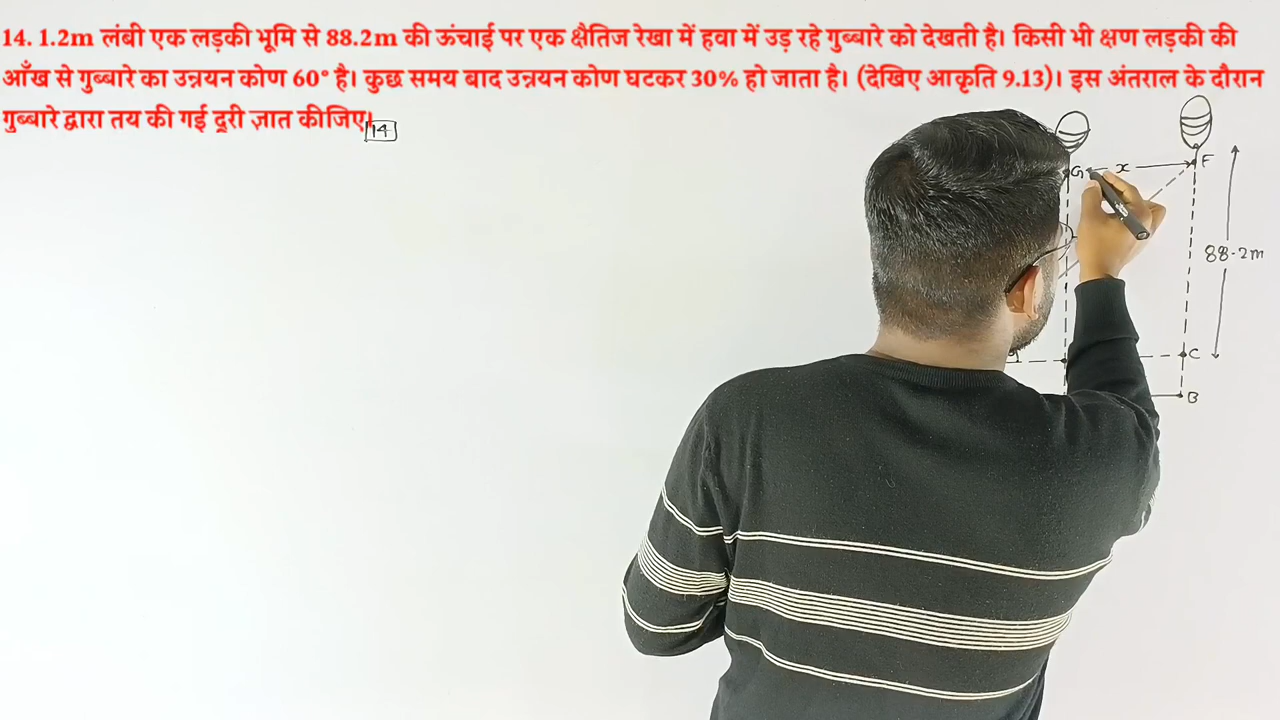 14. 1.2m लंबी एक लड़की भूमि से 88.2m की ऊंचाई पर एक क्षैतिज रेखा में हवा में उड़ रहे गुब्बारे को देखती है। किसी भी क्षण लड़की की
आँख से गुब्बारे का उन्नयन कोण 60° है। कुछ समय बाद उन्नयन कोण घटकर 30% हो जाता है। (देखिए आकृति 9.13)। इस अंतराल के दौरान
गुब्बारे द्वारा तय की गई दूरी ज्ञात कीजिए।
14
G x F
88.2m
C
B